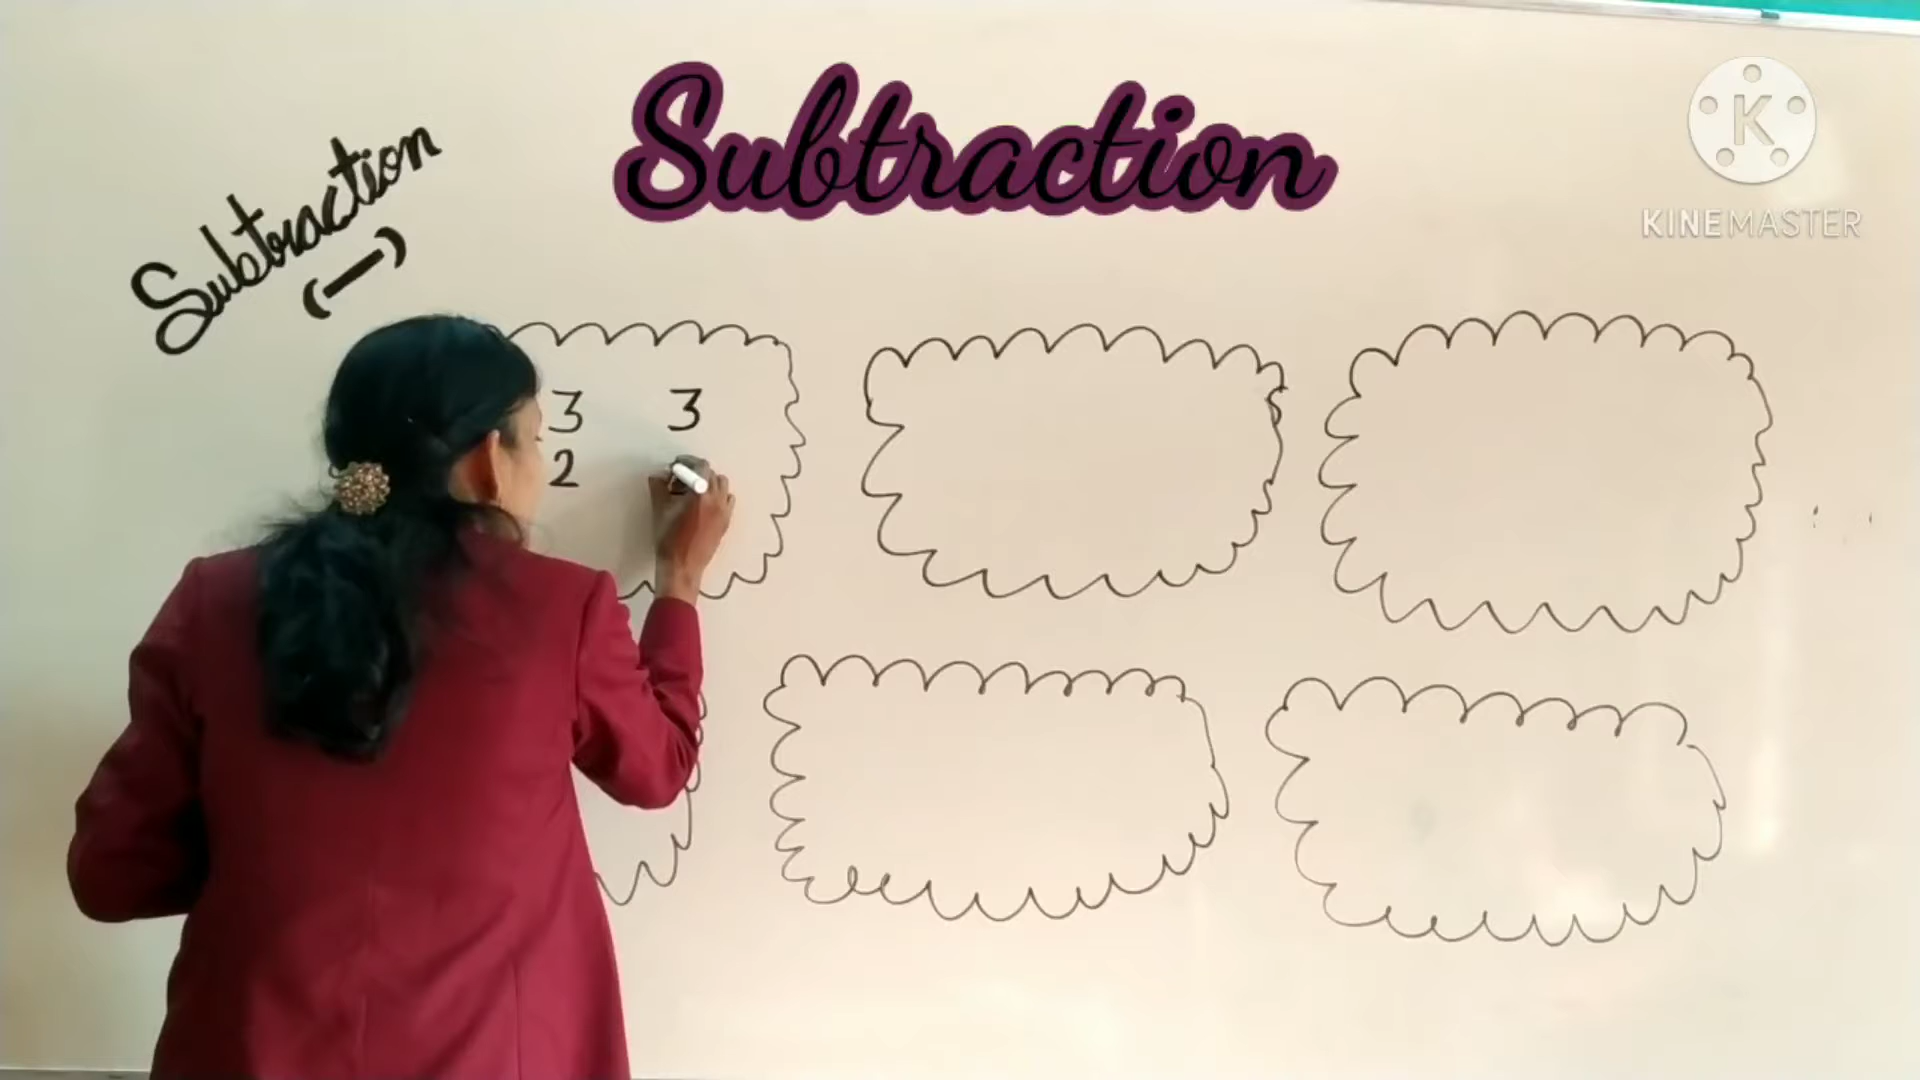 Subtraction
KINEMASTER
Subtraction
(—)
3 3
2